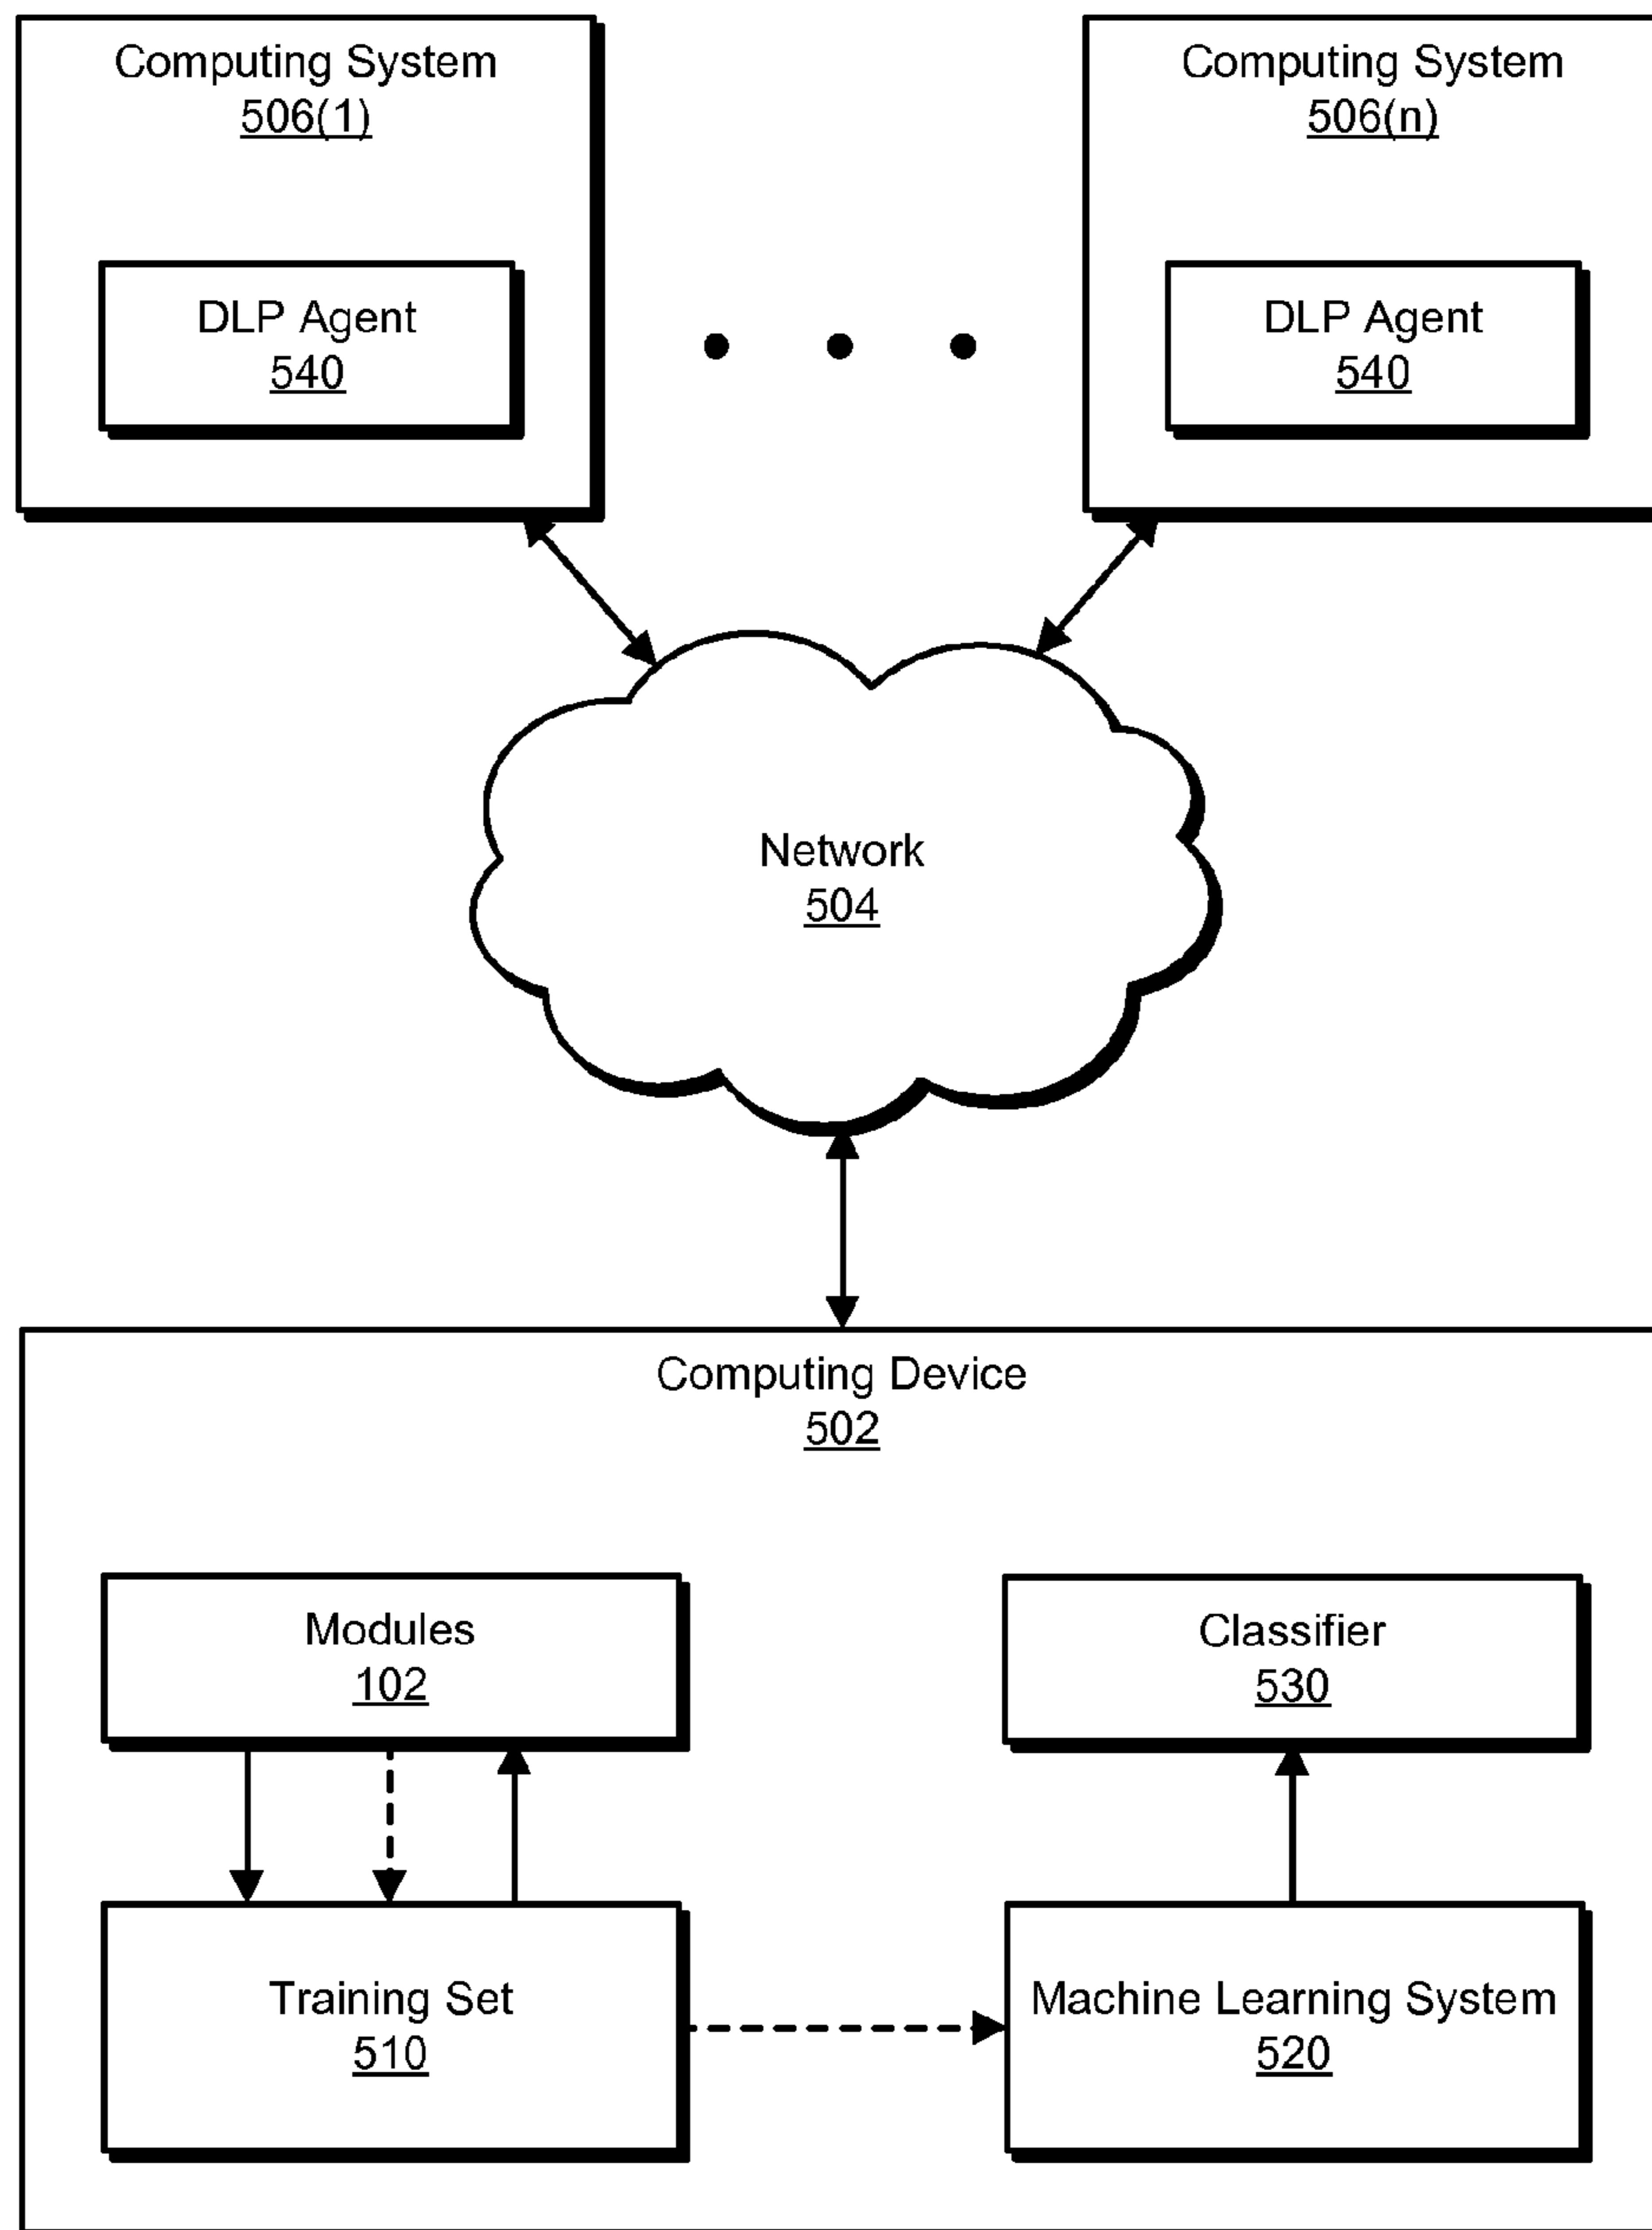 Computing System
506(1)
Computing System
506(n)
DLP Agent
540
DLP Agent
540
Network
504
Computing Device
502
Modules
102
Classifier
530
Training Set
510
Machine Learning System
520